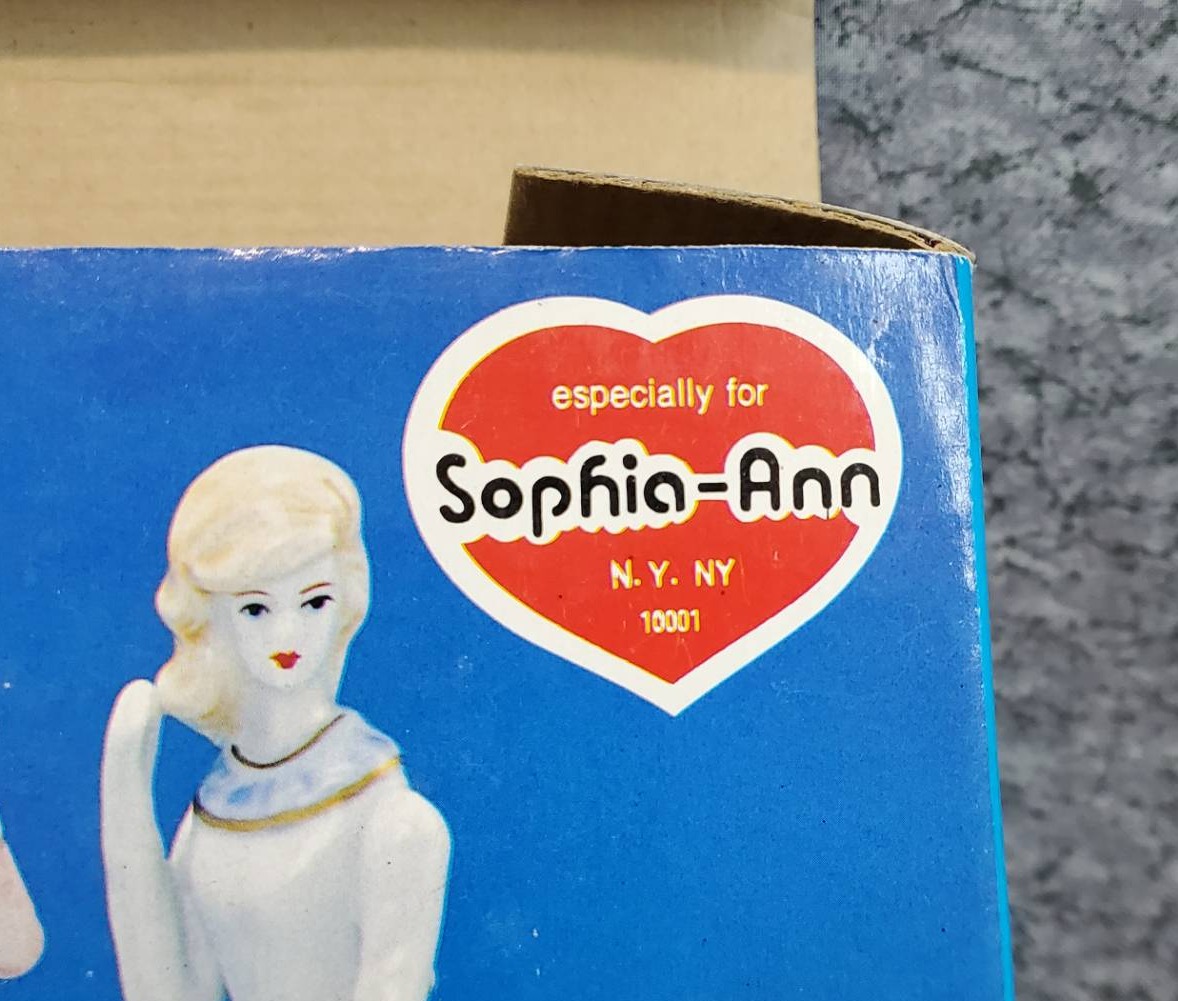 especially for
Sophia-Ann
N.Y. NY
10001